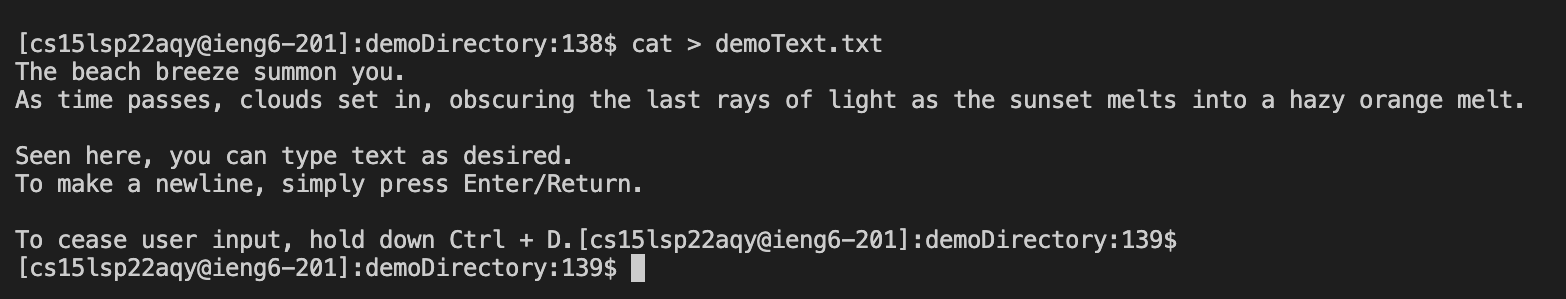 [cs15lsp22aqy@ieng6-201]:demoDirectory:138$ cat > demoText.txt
The beach breeze summon you.
As time passes, clouds set in, obscuring the last rays of light as the sunset melts into a hazy orange melt.
Seen here, you can type text as desired.
To make a newline, simply press Enter/Return.
To cease user input, hold down Ctrl + D.[cs15lsp22aqy@ieng6-201]:demoDirectory:139$
[cs15lsp22aqy@ieng6-201]:demoDirectory:139$